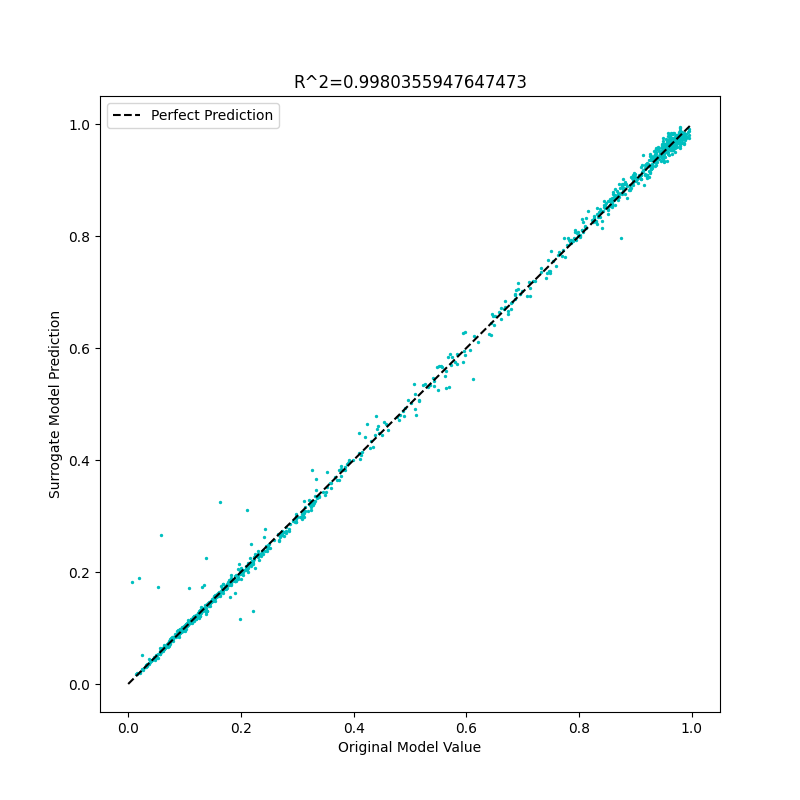 R^2=0.9980355947647473
Perfect Prediction
1.0
0.8
0.6
0.4
0.2
0.0
Surrogate Model Prediction
0.0 0.2 0.4 0.6 0.8 1.0
Original Model Value